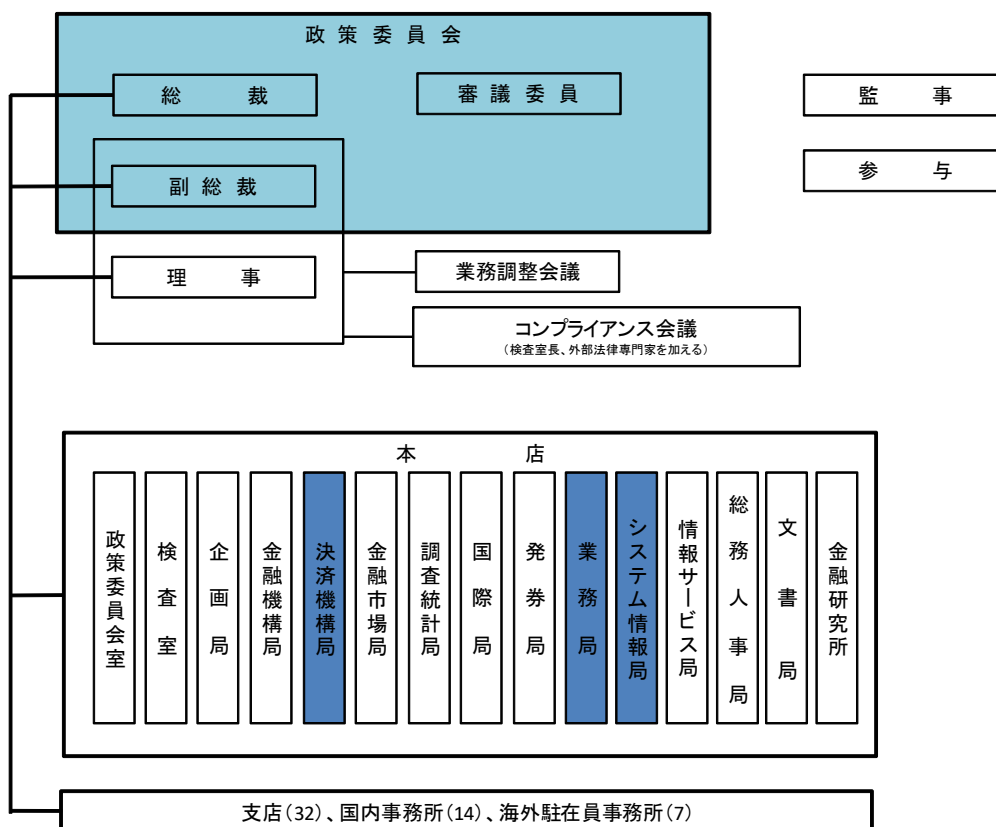 政策委員会
総裁
審議委員
監事
副総裁
参与
理事
業務調整会議
コンプライアンス会議
（検査室長、外部法律専門家を加える）
本店
政策委員会室
検査室
企画局
金融機構局
決済機構局
金融市場局
調査統計局
国際局
発券局
業務局
システム情報局
情報サービス局
総務人事局
文書局
金融研究所
支店(32)、国内事務所(14)、海外駐在員事務所(7)